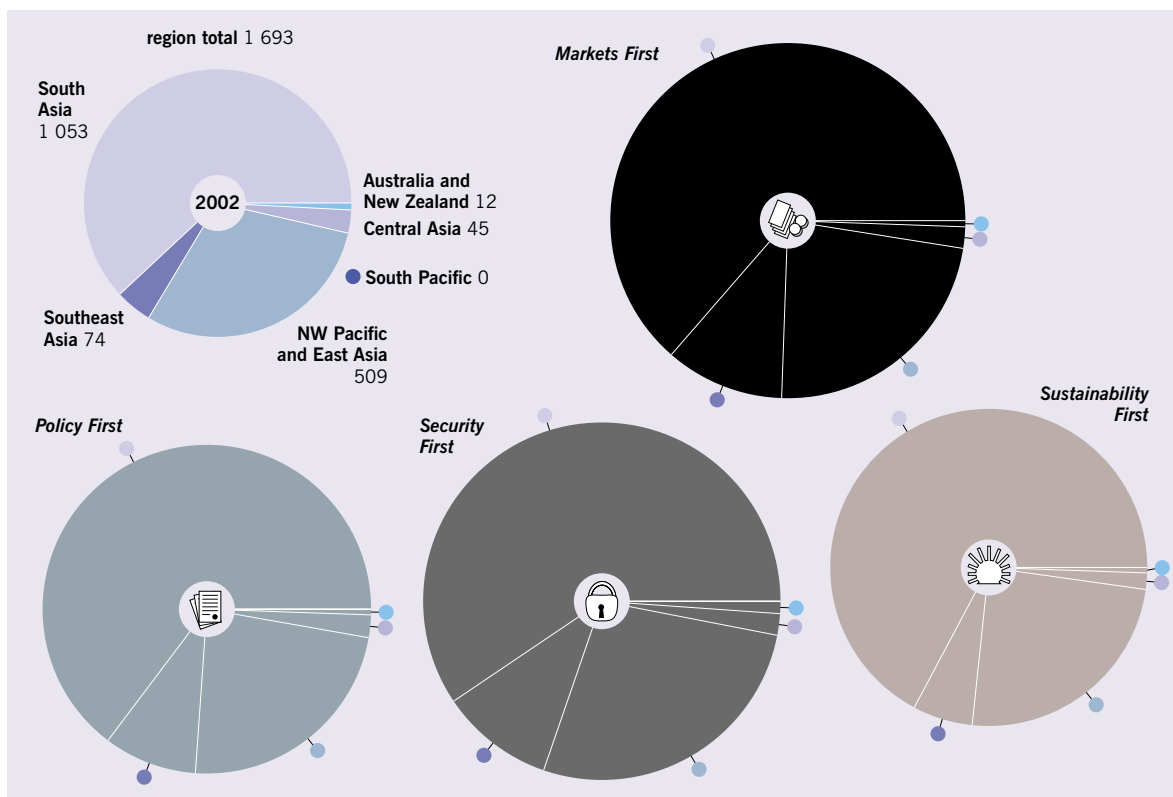 region total 1 693
South
Asia
1 053
2002
Australia and
New Zealand 12
Central Asia 45
South Pacific 0
Southeast
Asia 74
NW Pacific
and East Asia
509
Markets First
Policy First
Security
First
Sustainability
First